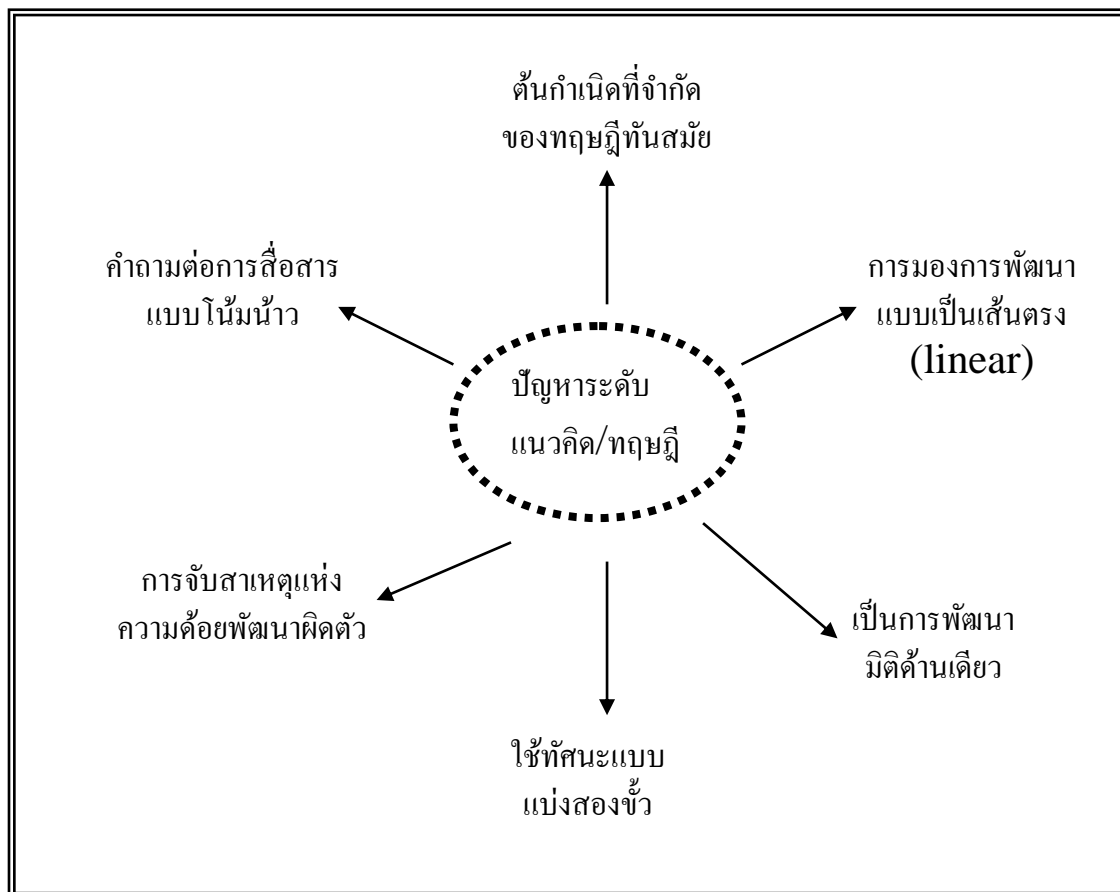 ต้นกำเนิดที่จำกัด
ของทฤษฎีทันสมัย
คำถามต่อการสื่อสาร
แบบโน้มน้าว
การมองการพัฒนา
แบบเป็นเส้นตรง
(linear)
ปัญหาระดับ
แนวคิด/ทฤษฎี
การจับสาเหตุแห่ง
ความด้อยพัฒนาผิดตัว
เป็นการพัฒนา
มิติด้านเดียว
ใช้ทัศนะแบบ
แบ่งสองขั้ว